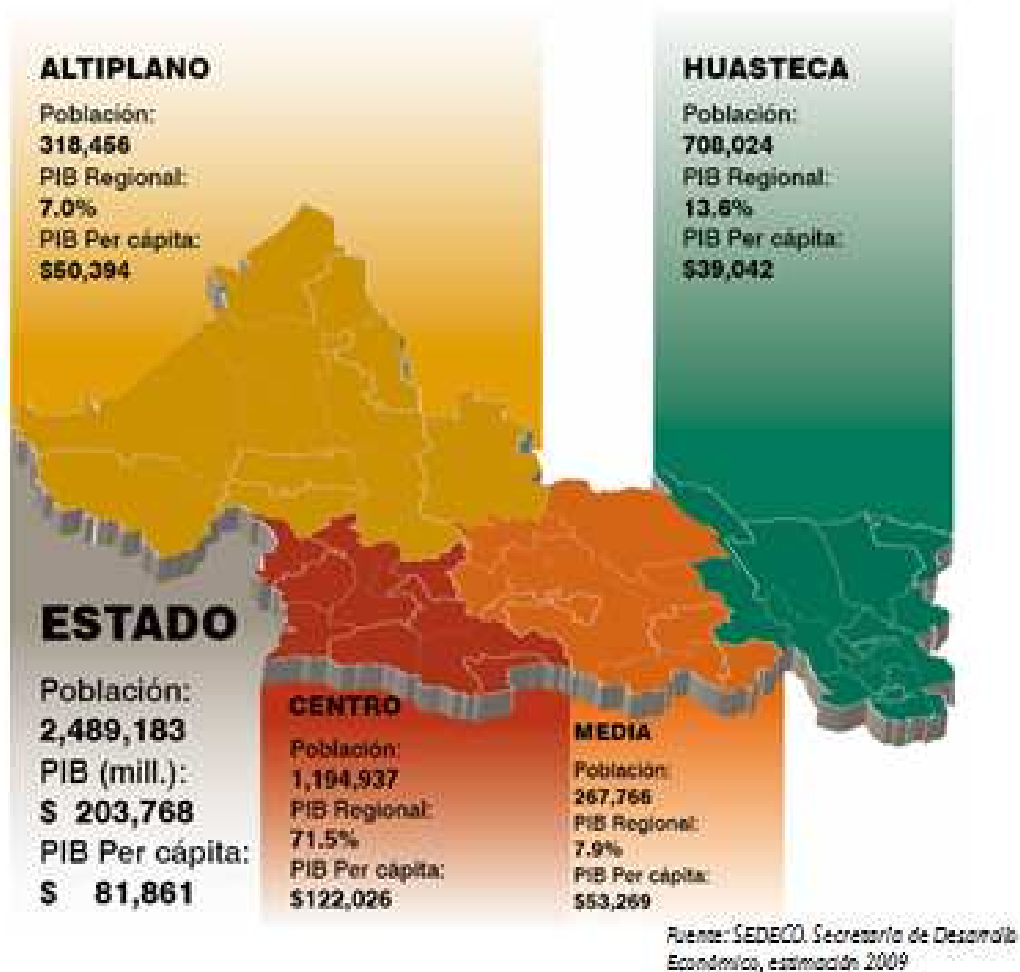 ALTIPLANO
Población:
318,456
PIB Regional:
7.0%
PIB Per cápita:
$50,394
HUASTECA
Población:
708,024
PIB Regional:
13.6%
PIB Per cápita:
$39,042
ESTADO
Población:
2,489,183
PIB (mill.):
$ 203,768
PIB Per cápita:
$ 81,861
CENTRO
Población:
1,194,937
PIB Regional:
71.5%
PIB Per cápita:
$122,026
MEDIA
Población:
267,766
PIB Regional:
7.9%
PIB Per cápita:
$53,269
Fuente: SEDECO. Secretaría de Desarrollo
Económico, estimación 2009